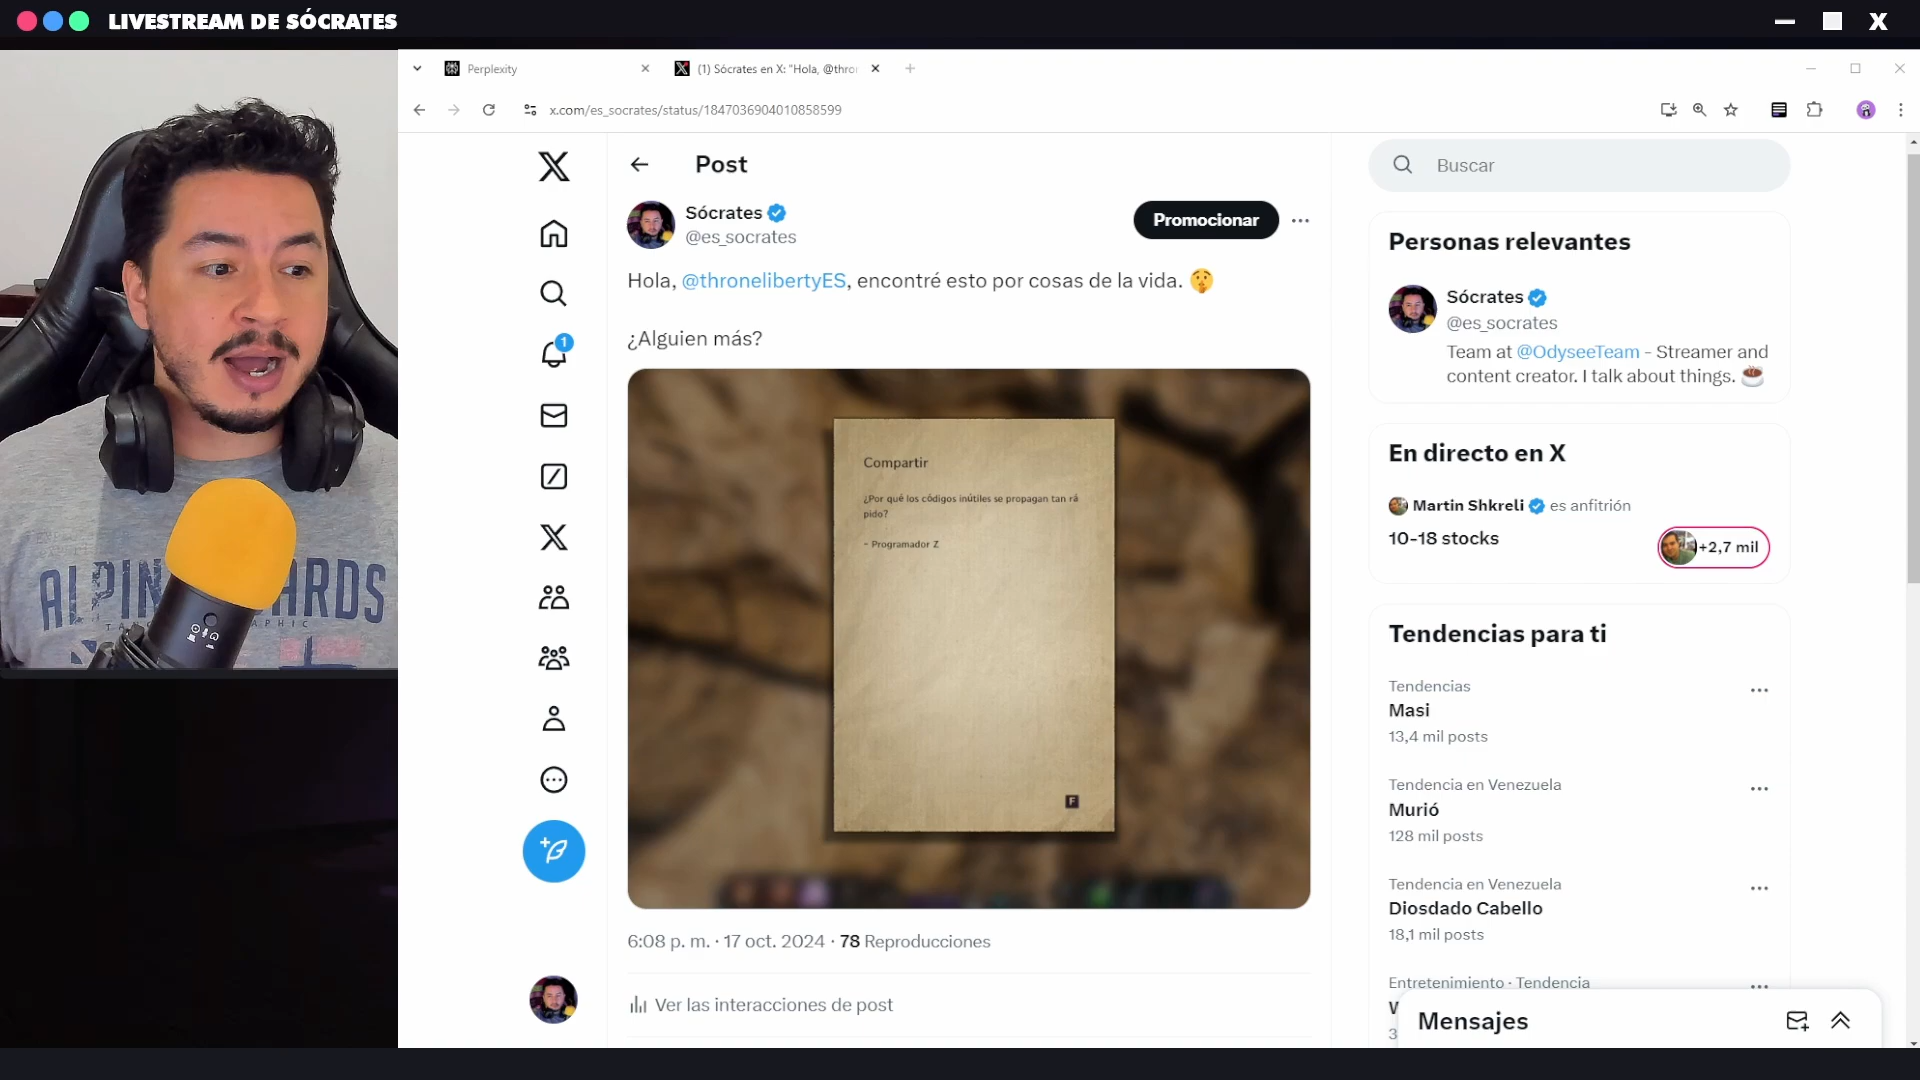 LIVESTREAM DE SÓCRATES
X
Perplexity
(1) Sócrates en X: "Hola, @thro
x.com/es_socrates/status/1847036904010858599
Post
Buscar
Sócrates
@es_socrates
Promocionar
Hola, @thronelibertyES, encontré esto por cosas de la vida. 🤫
¿Alguien más?
Compartir
¿Por qué los códigos inútiles se propagan tan rá
pido?
- Programador Z
F
6:08 p. m. · 17 oct. 2024 · 78 Reproducciones
Ver las interacciones de post
1
Personas relevantes
Sócrates
@es_socrates
Team at @OdyseeTeam - Streamer and
content creator. I talk about things. ☕
En directo en X
Martin Shkreli es anfitrión
10-18 stocks
+2,7 mil
Tendencias para ti
Tendencias
Masi
13,4 mil posts
Tendencia en Venezuela
Murió
128 mil posts
Tendencia en Venezuela
Diosdado Cabello
18,1 mil posts
Entretenimiento · Tendencia
Mensajes
ALPIN
ARDS